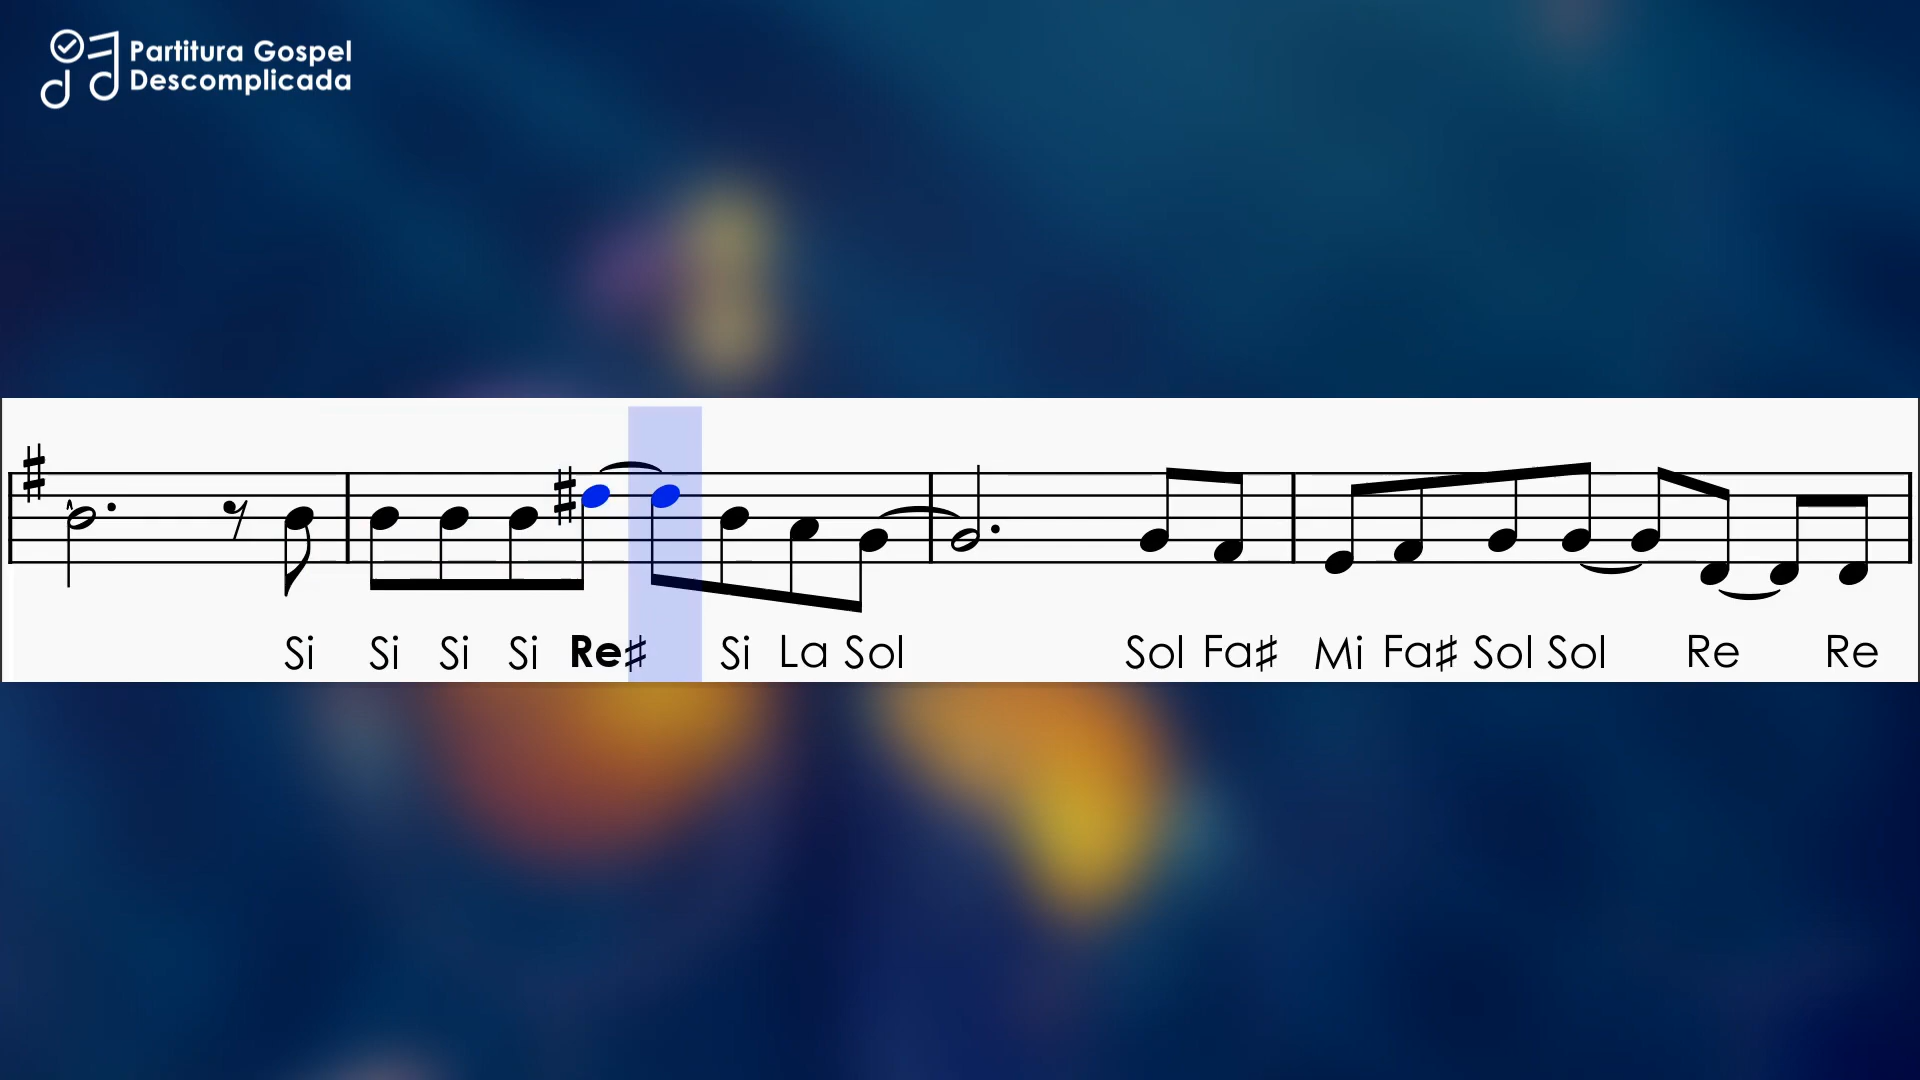 Partitura Gospel
Descomplicada
Si Si Si Si Re♯ Si La Sol Sol Fa♯ Mi Fa♯ Sol Sol Re Re